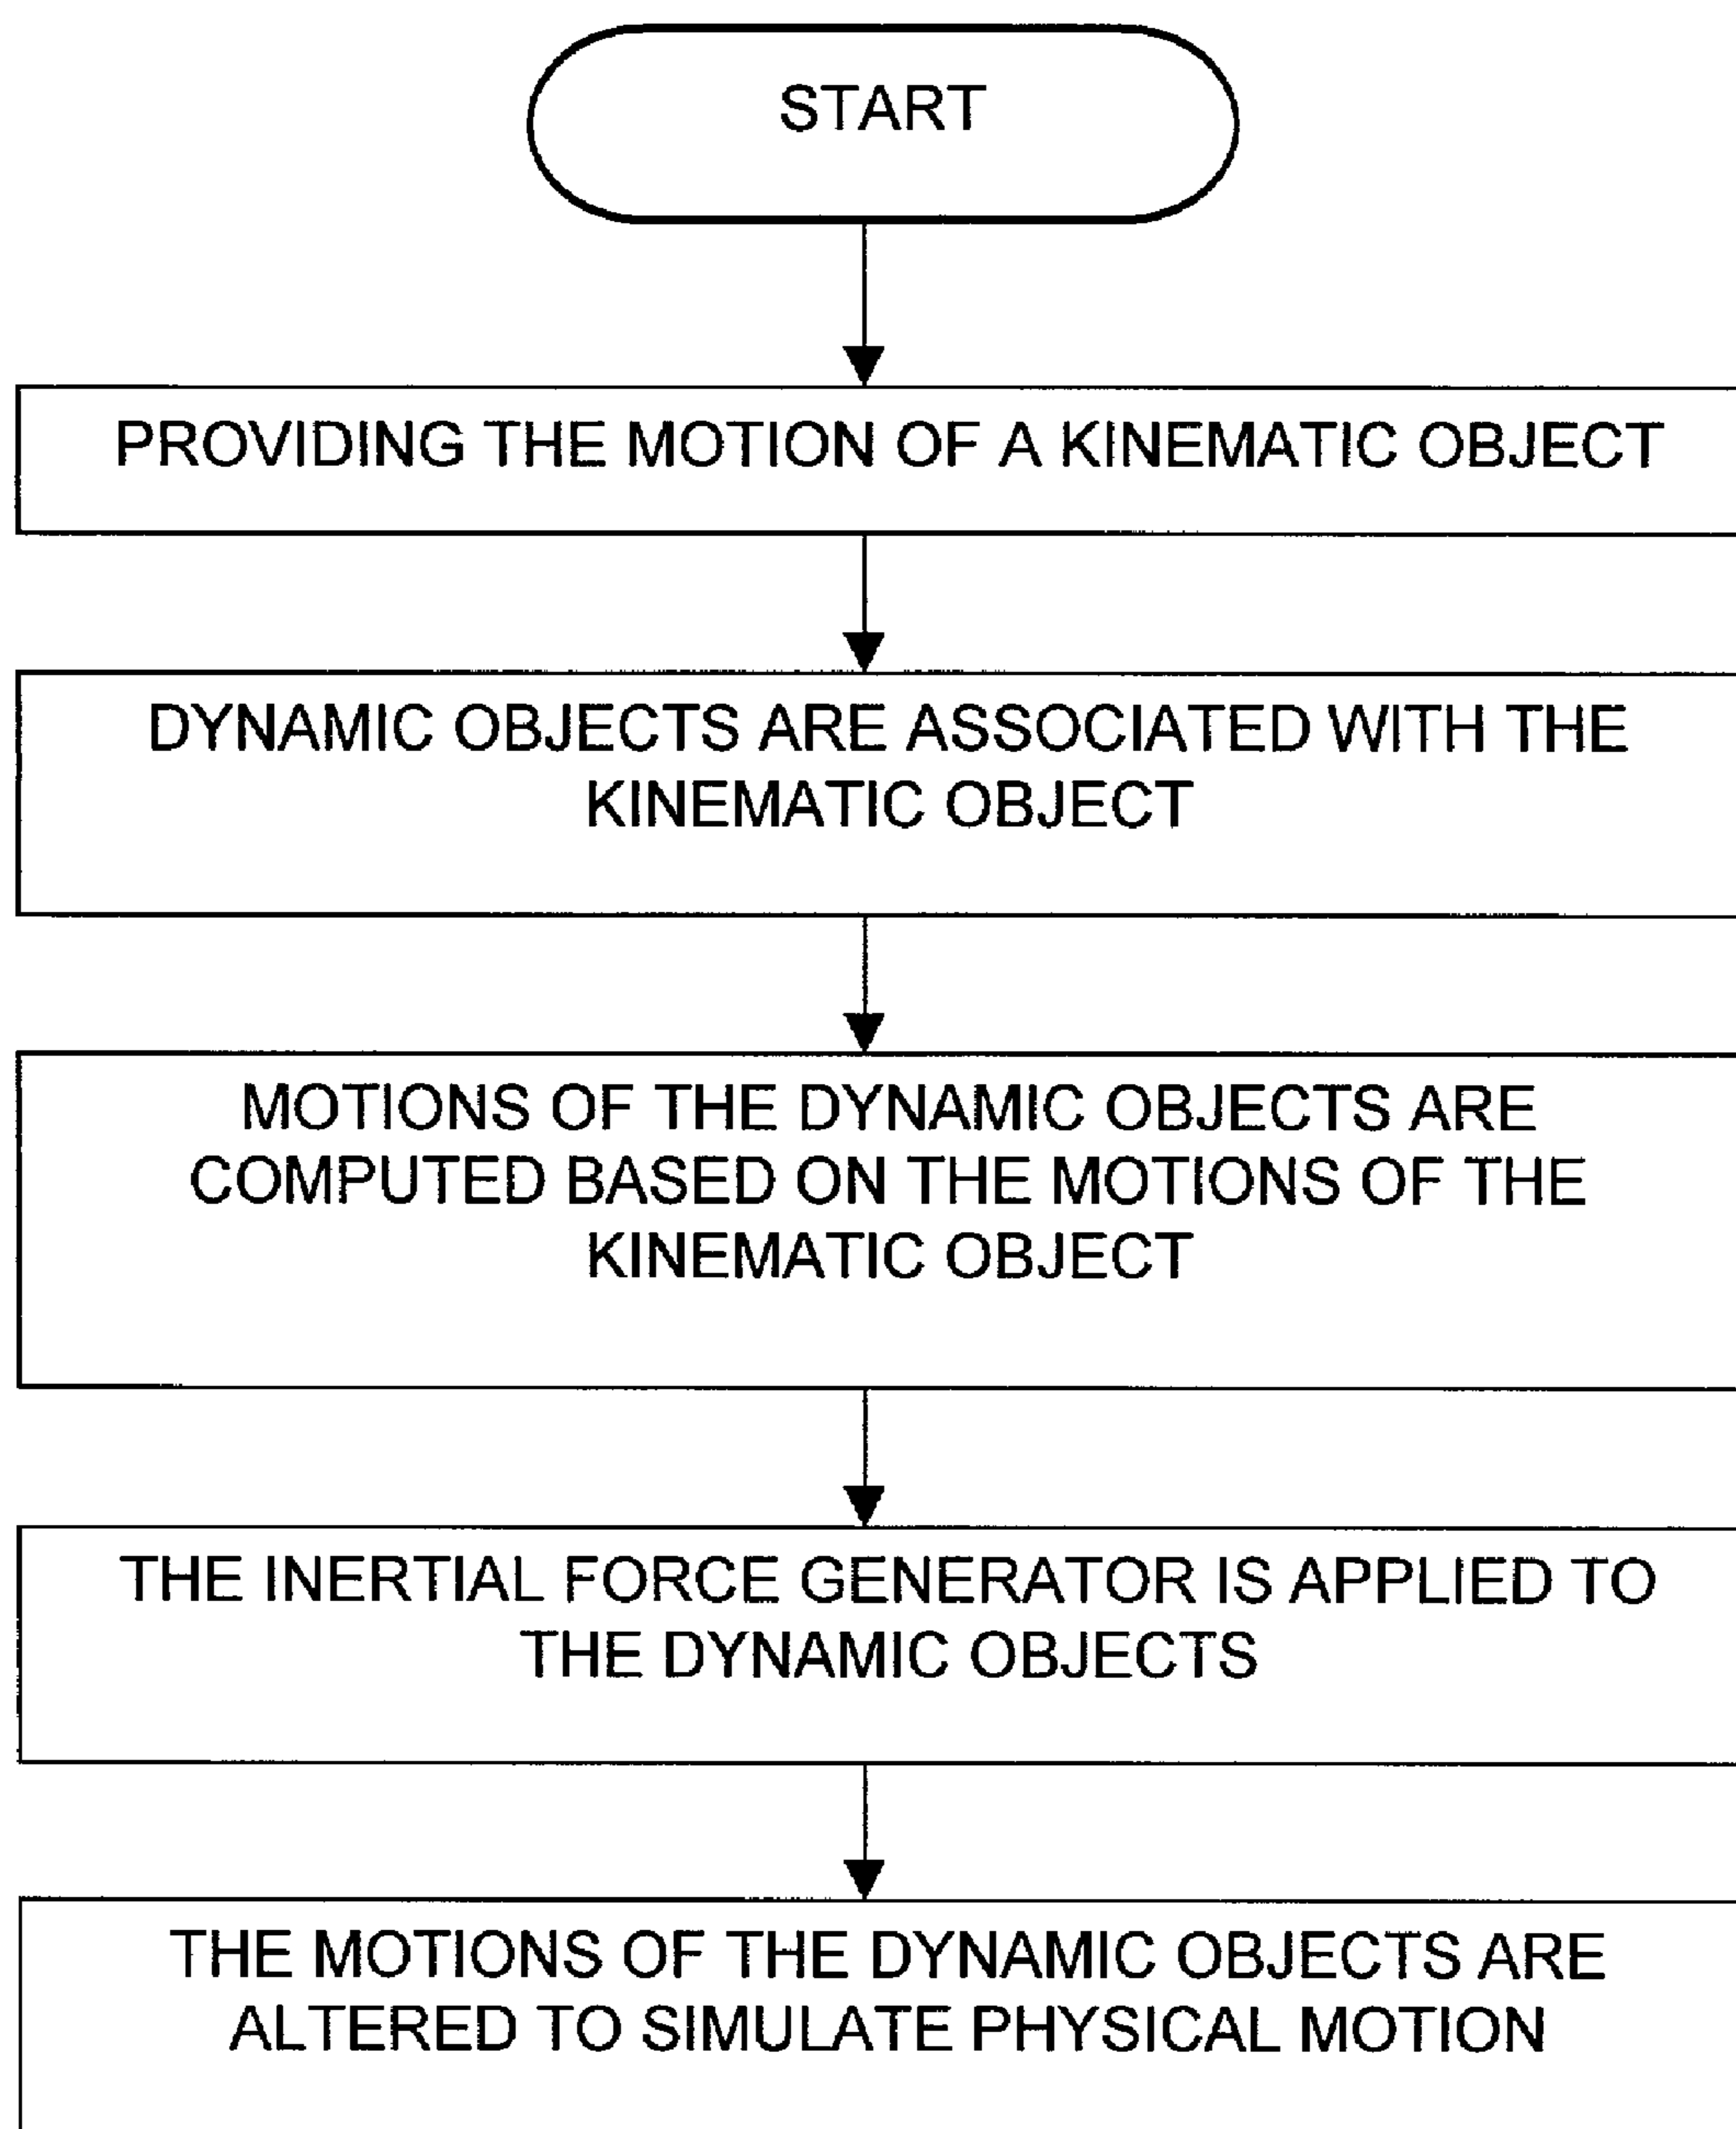 START
PROVIDING THE MOTION OF A KINEMATIC OBJECT
DYNAMIC OBJECTS ARE ASSOCIATED WITH THE
KINEMATIC OBJECT
MOTIONS OF THE DYNAMIC OBJECTS ARE
COMPUTED BASED ON THE MOTIONS OF THE
KINEMATIC OBJECT
THE INERTIAL FORCE GENERATOR IS APPLIED TO
THE DYNAMIC OBJECTS
THE MOTIONS OF THE DYNAMIC OBJECTS ARE
ALTERED TO SIMULATE PHYSICAL MOTION